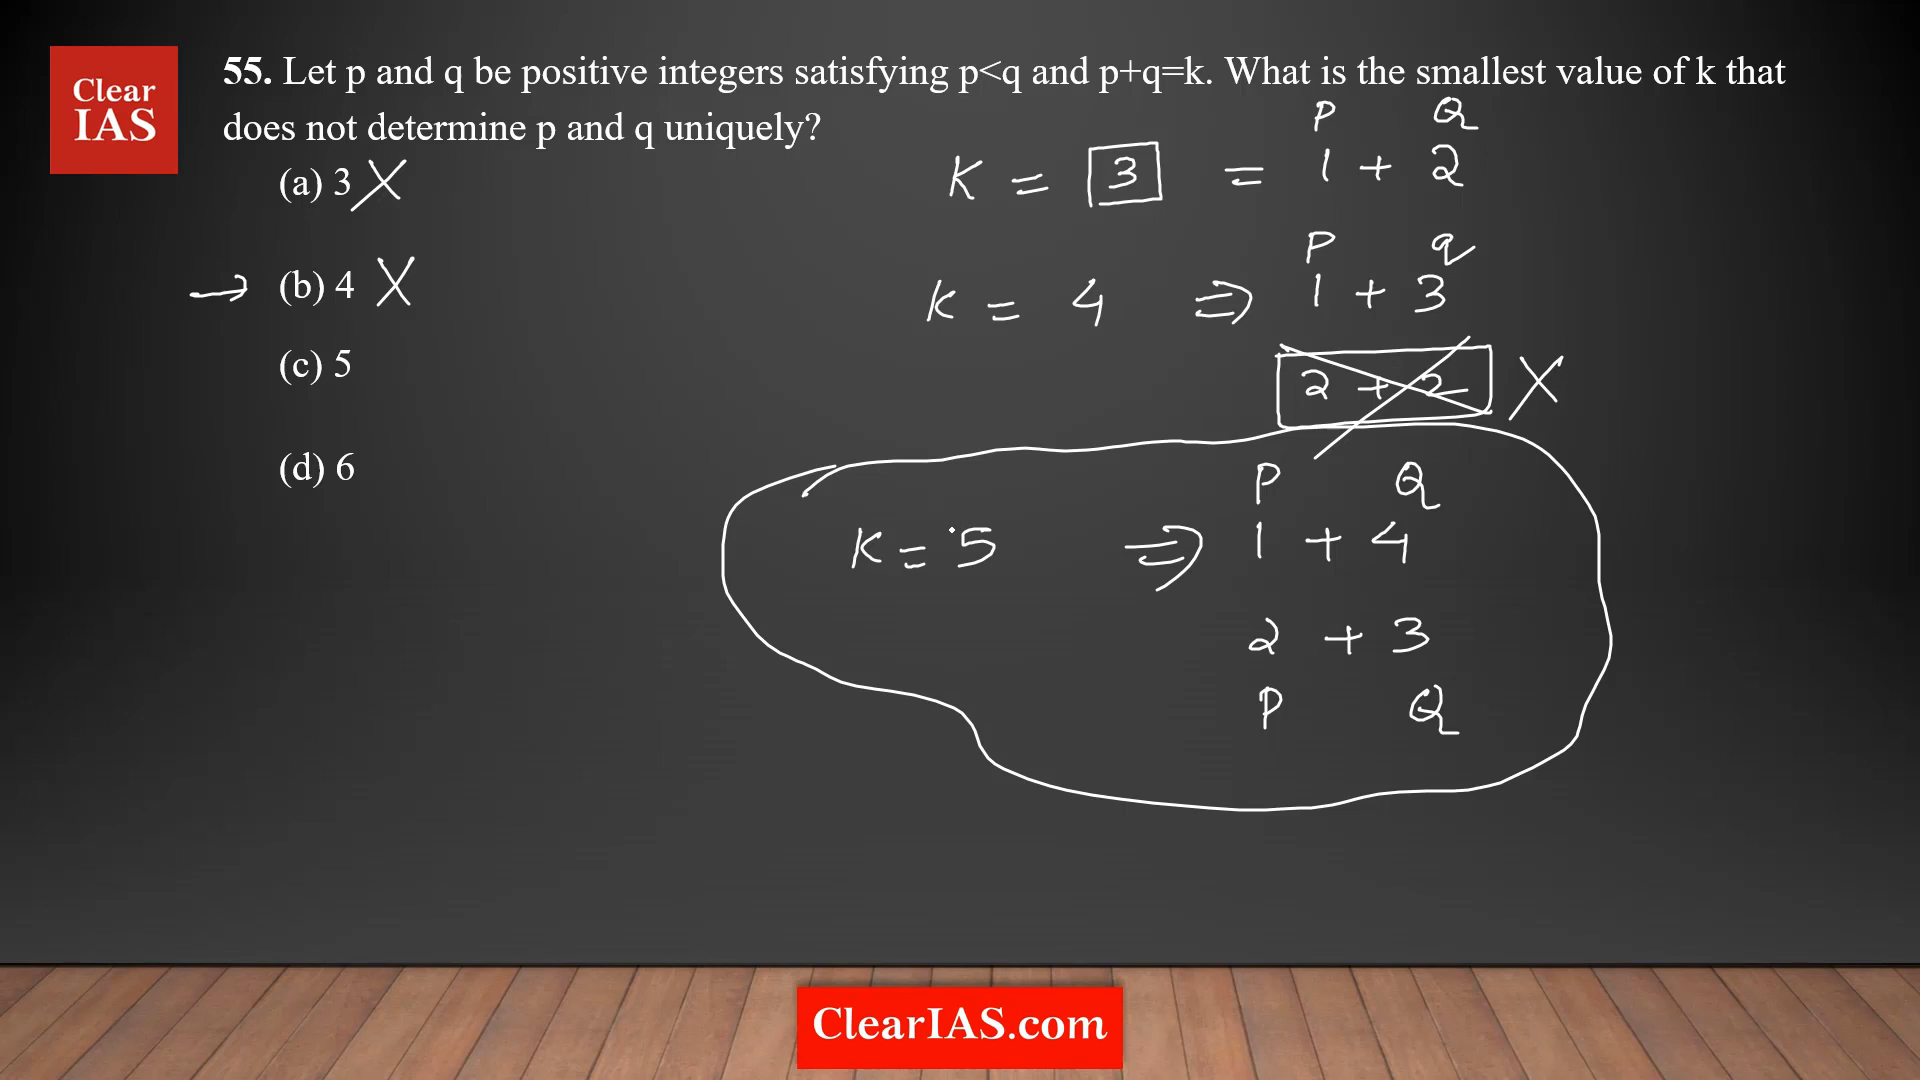 Clear
IAS
55. Let p and q be positive integers satisfying p<q and p+q=k. What is the smallest value of k that
does not determine p and q uniquely?
P Q
(a) 3 X K = 3 = 1 + 2
P q
→ (b) 4 X K = 4 ⇒ 1 + 3
(c) 5 2 + 2 X
(d) 6 P Q
K = 5 ⇒ 1 + 4
2 + 3
P Q
ClearIAS.com